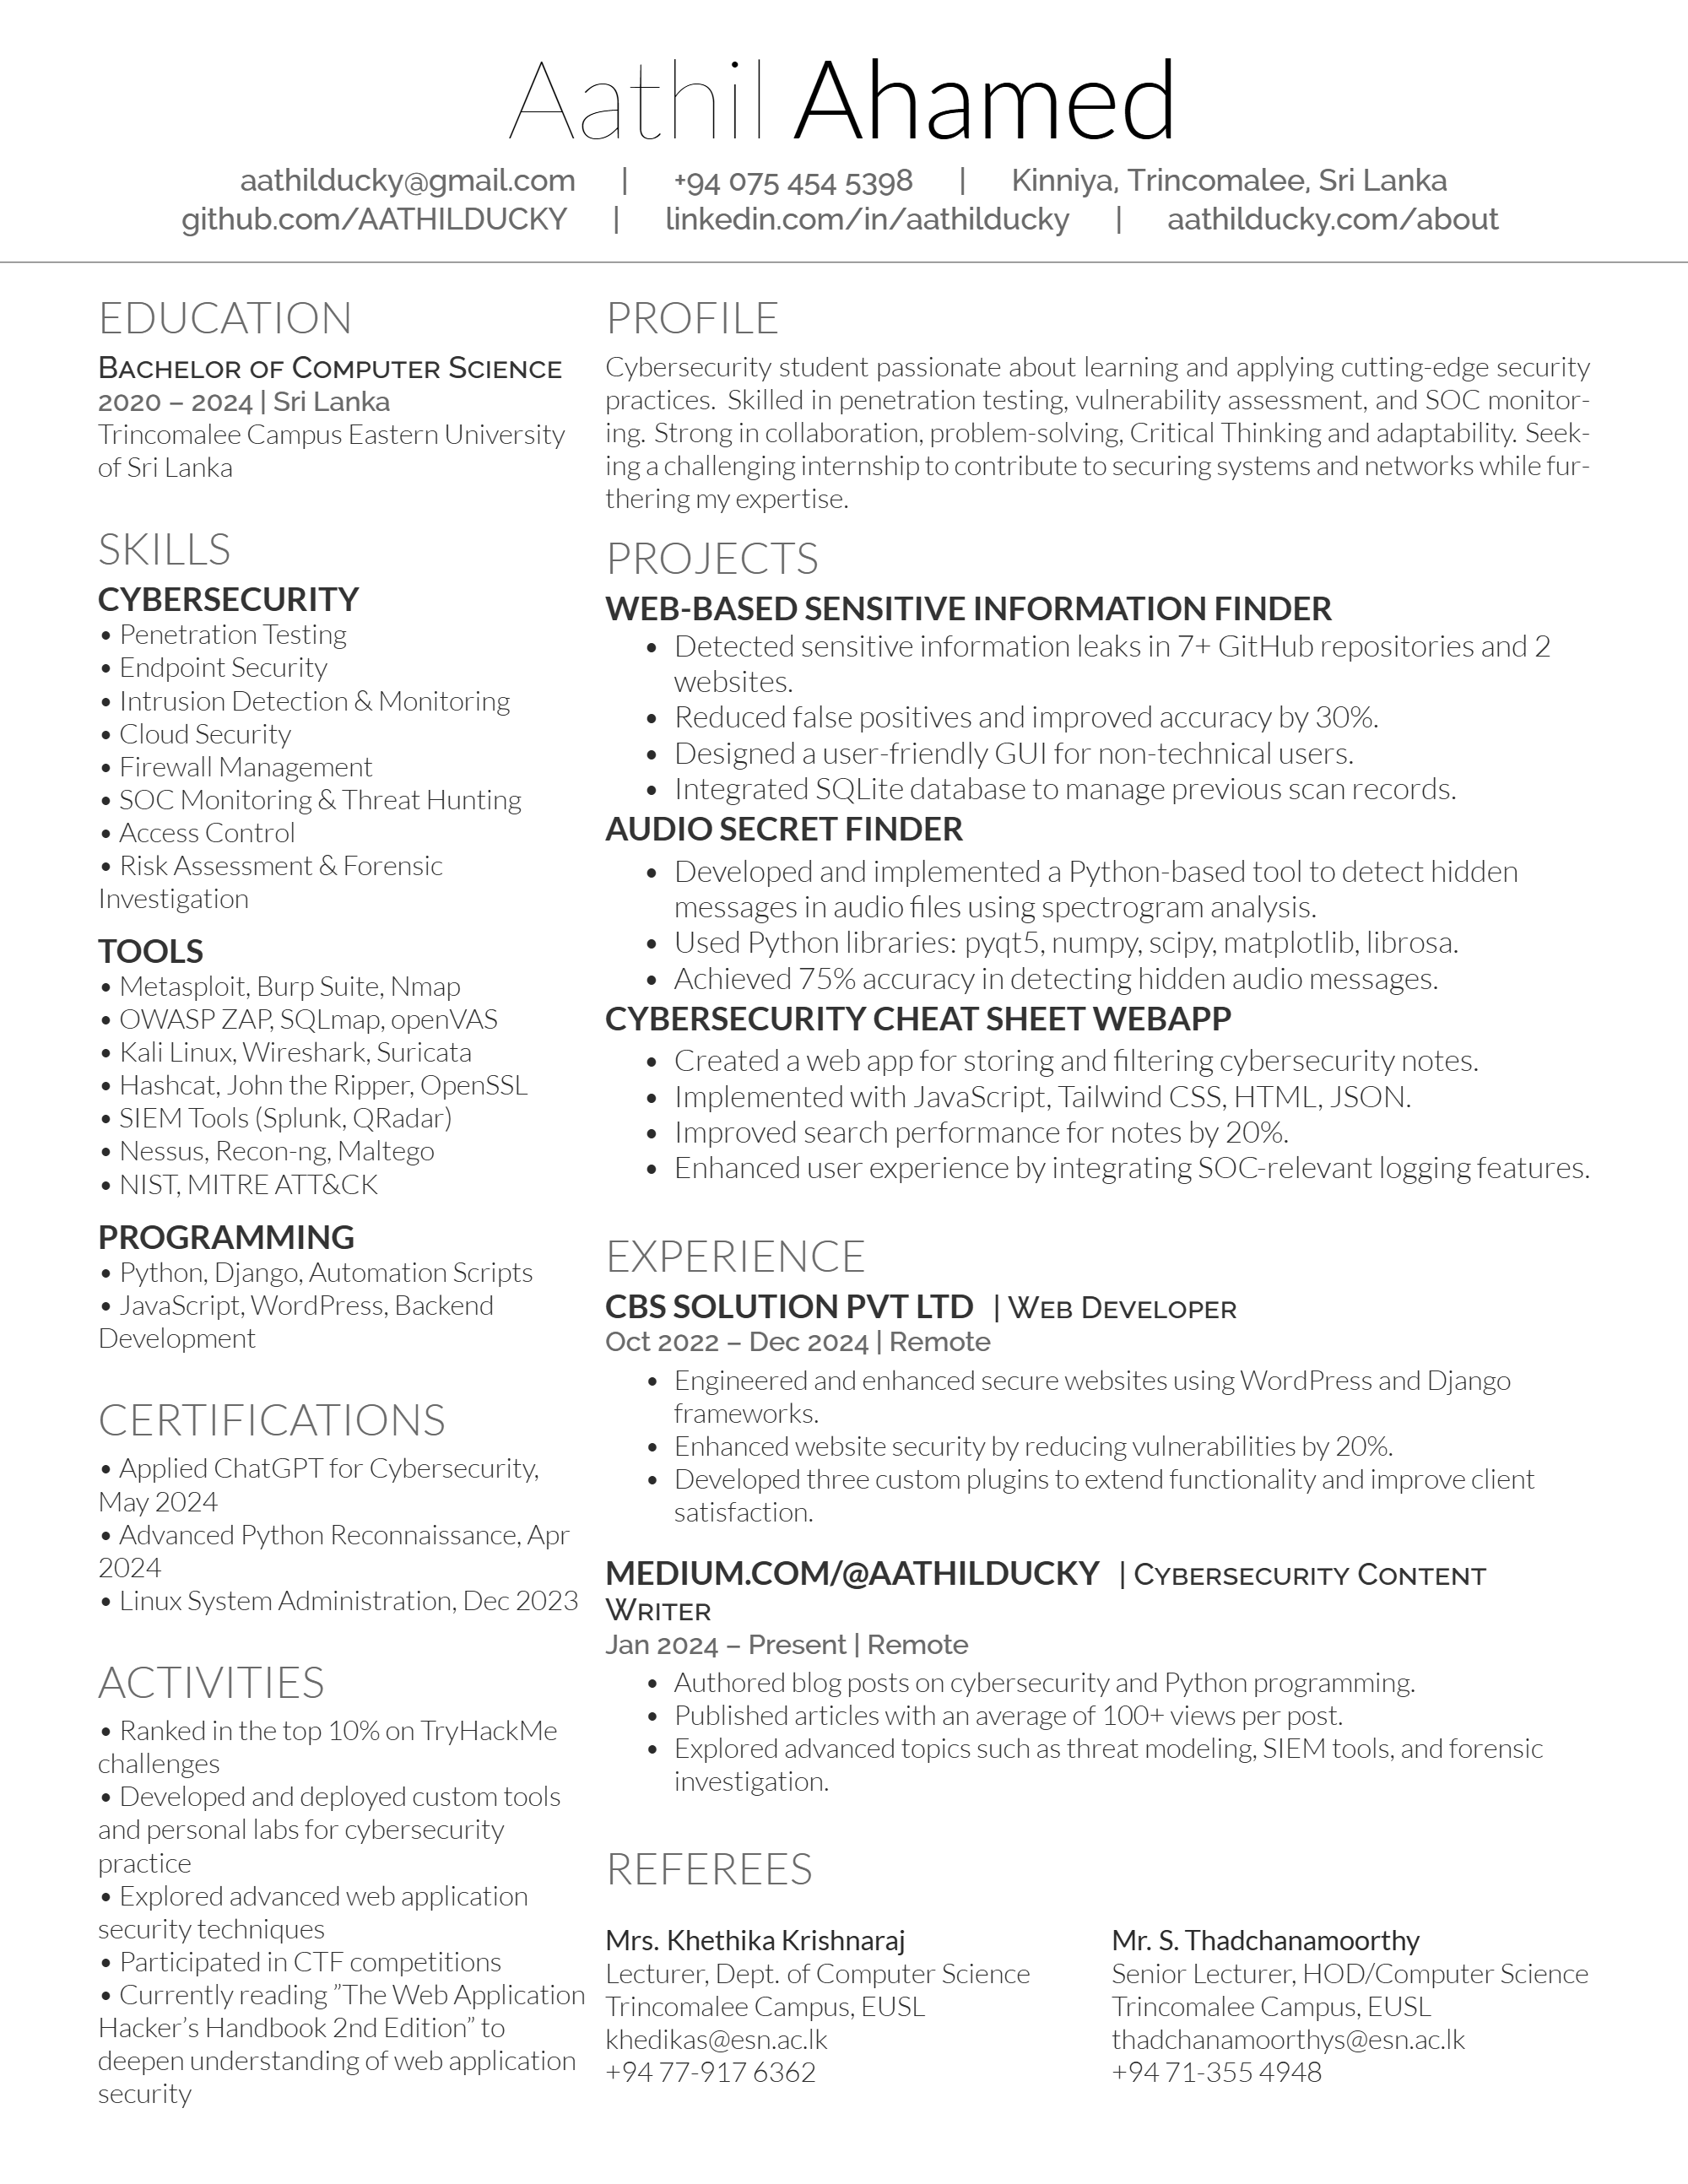 Aathil Ahamed
aathilducky@gmail.com | +94 075 454 5398 | Kinniya, Trincomalee, Sri Lanka
github.com/AATHILDUCKY | linkedin.com/in/aathilducky | aathilducky.com/about
EDUCATION
Bachelor of Computer Science
2020 – 2024 | Sri Lanka
Trincomalee Campus Eastern University
of Sri Lanka
SKILLS
CYBERSECURITY
• Penetration Testing
• Endpoint Security
• Intrusion Detection & Monitoring
• Cloud Security
• Firewall Management
• SOC Monitoring & Threat Hunting
• Access Control
• Risk Assessment & Forensic
Investigation
TOOLS
• Metasploit, Burp Suite, Nmap
• OWASP ZAP, SQLmap, openVAS
• Kali Linux, Wireshark, Suricata
• Hashcat, John the Ripper, OpenSSL
• SIEM Tools (Splunk, QRadar)
• Nessus, Recon-ng, Maltego
• NIST, MITRE ATT&CK
PROGRAMMING
• Python, Django, Automation Scripts
• JavaScript, WordPress, Backend
Development
CERTIFICATIONS
• Applied ChatGPT for Cybersecurity,
May 2024
• Advanced Python Reconnaissance, Apr
2024
• Linux System Administration, Dec 2023
ACTIVITIES
• Ranked in the top 10% on TryHackMe
challenges
• Developed and deployed custom tools
and personal labs for cybersecurity
practice
• Explored advanced web application
security techniques
• Participated in CTF competitions
• Currently reading ”The Web Application
Hacker’s Handbook 2nd Edition” to
deepen understanding of web application
security
PROFILE
Cybersecurity student passionate about learning and applying cutting-edge security
practices. Skilled in penetration testing, vulnerability assessment, and SOC monitor-
ing. Strong in collaboration, problem-solving, Critical Thinking and adaptability. Seek-
ing a challenging internship to contribute to securing systems and networks while fur-
thering my expertise.
PROJECTS
WEB-BASED SENSITIVE INFORMATION FINDER
• Detected sensitive information leaks in 7+ GitHub repositories and 2
websites.
• Reduced false positives and improved accuracy by 30%.
• Designed a user-friendly GUI for non-technical users.
• Integrated SQLite database to manage previous scan records.
AUDIO SECRET FINDER
• Developed and implemented a Python-based tool to detect hidden
messages in audio files using spectrogram analysis.
• Used Python libraries: pyqt5, numpy, scipy, matplotlib, librosa.
• Achieved 75% accuracy in detecting hidden audio messages.
CYBERSECURITY CHEAT SHEET WEBAPP
• Created a web app for storing and filtering cybersecurity notes.
• Implemented with JavaScript, Tailwind CSS, HTML, JSON.
• Improved search performance for notes by 20%.
• Enhanced user experience by integrating SOC-relevant logging features.
EXPERIENCE
CBS SOLUTION PVT LTD | Web Developer
Oct 2022 – Dec 2024 | Remote
• Engineered and enhanced secure websites using WordPress and Django
frameworks.
• Enhanced website security by reducing vulnerabilities by 20%.
• Developed three custom plugins to extend functionality and improve client
satisfaction.
MEDIUM.COM/@AATHILDUCKY | Cybersecurity Content
Writer
Jan 2024 – Present | Remote
• Authored blog posts on cybersecurity and Python programming.
• Published articles with an average of 100+ views per post.
• Explored advanced topics such as threat modeling, SIEM tools, and forensic
investigation.
REFEREES
Mrs. Khethika Krishnaraj
Lecturer, Dept. of Computer Science
Trincomalee Campus, EUSL
khedikas@esn.ac.lk
+94 77-917 6362
Mr. S. Thadchanamoorthy
Senior Lecturer, HOD/Computer Science
Trincomalee Campus, EUSL
thadchanamoorthys@esn.ac.lk
+94 71-355 4948